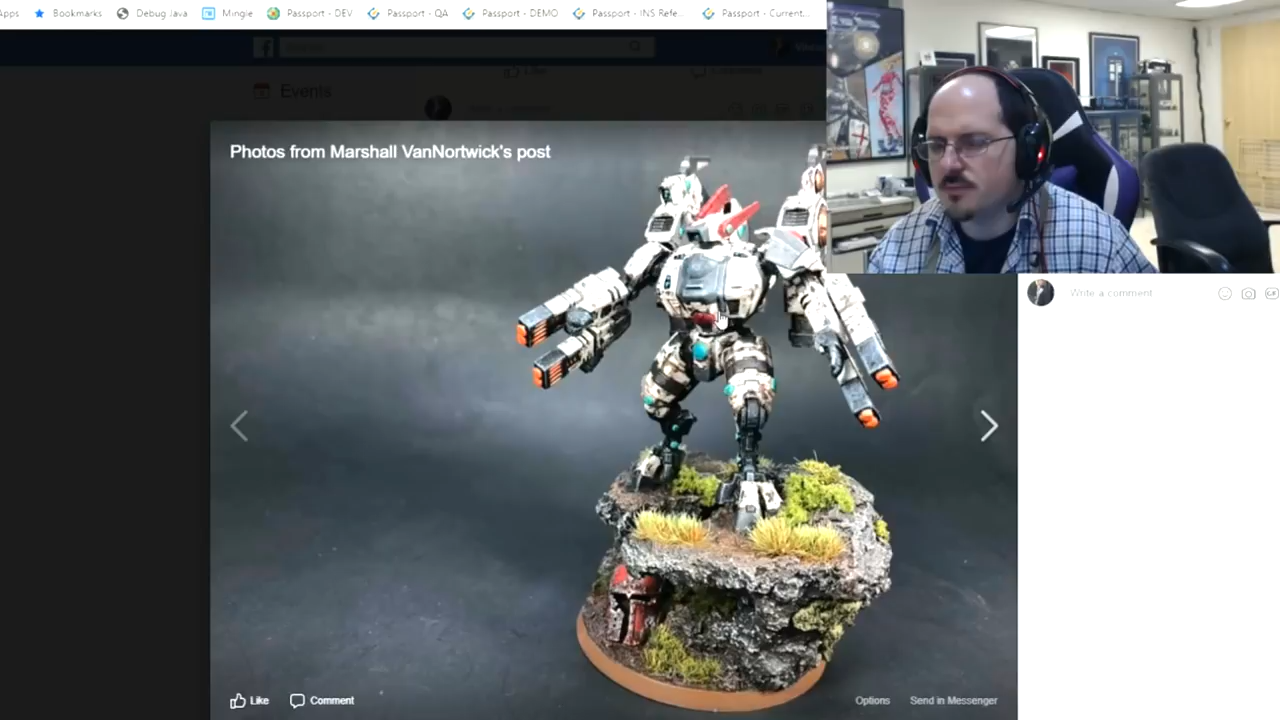 Apps
Bookmarks
Debug Java
Mingle
Passport - DEV
Passport - QA
Passport - DEMO
Passport - INS Refe...
Passport - Current...
Events
Photos from Marshall VanNortwick's post
Write a comment
Like
Comment
Options
Send in Messenger